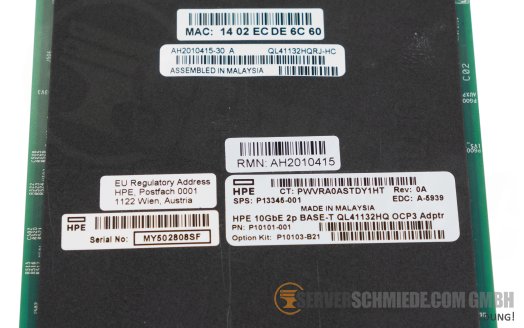 MAC: 14 02 EC DE 6C 60
AH2010415-30 A QL41132HQRJ-HC
ASSEMBLED IN MALAYSIA
C02
RMN: AH2010415
EU Regulatory Address
HPE, Postfach 0001
1122 Wien, Austria
HPE
Serial No: MY502808SF
HPE CT: PWVRA0ASTDY1HT Rev: 0A
SPS: P13345-001 EDC: A-5939
MADE IN MALAYSIA
HPE 10GbE 2p BASE-T QL41132HQ OCP3 Adptr
PN: P10101-001
Option Kit: P10103-B21
SERVERSCHMIEDE.COM GMBH